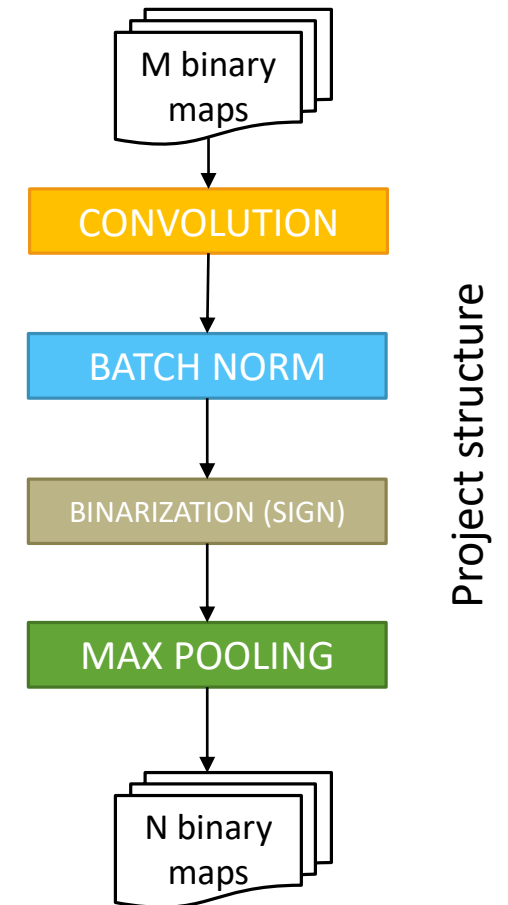 M binary
maps
CONVOLUTION
BATCH NORM
BINARIZATION (SIGN)
MAX POOLING
N binary
maps
Project structure